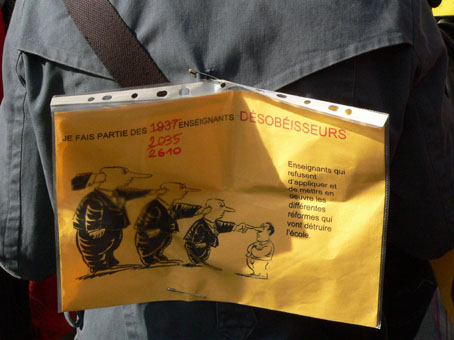 JE FAIS PARTIE DES 1937 ENSEIGNANTS DÉSOBÉISSEURS
2035
2610
Enseignants qui
refusent
d'appliquer et
de mettre en
oeuvre les
différentes
réformes qui
vont détruire
l'école.